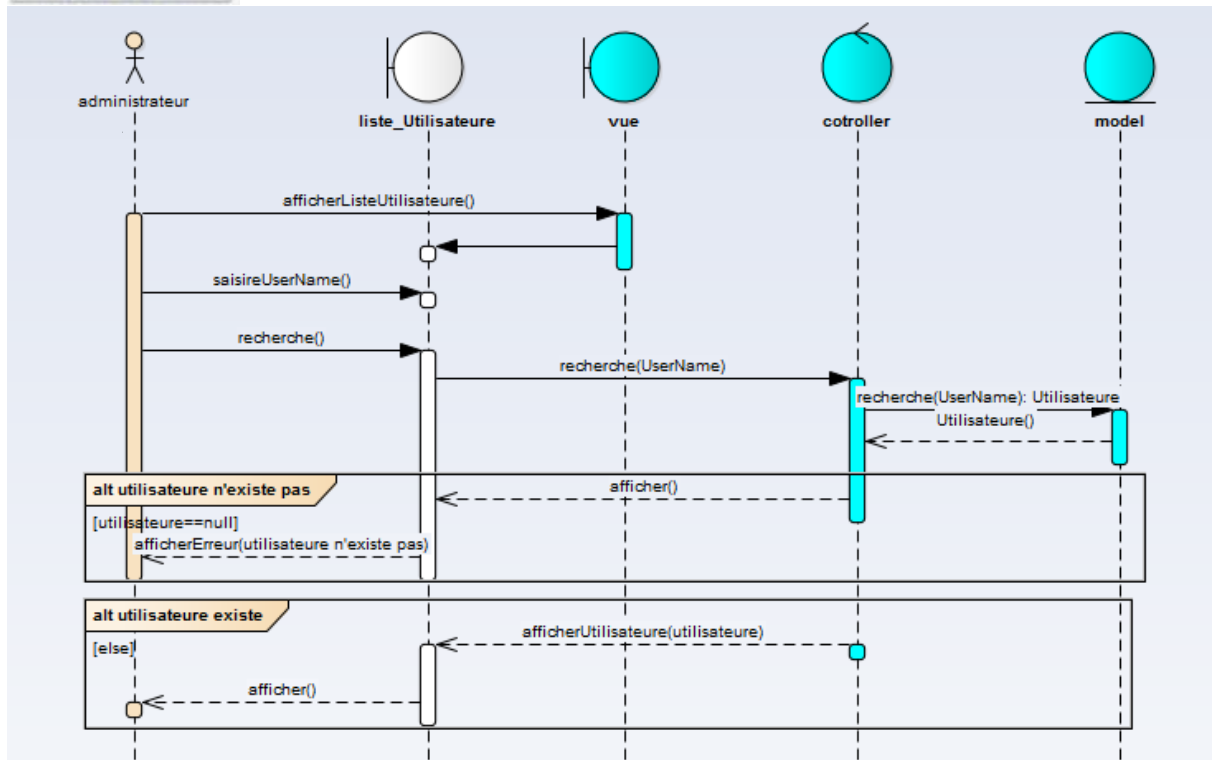 administrateur
liste_Utilisateure
vue
cotroller
model
afficherListeUtilisateure()
saisireUserName()
recherche()
recherche(UserName)
recherche(UserName): Utilisateure
Utilisateure()
alt utilisateure n'existe pas
afficher()
[utilisateure==null]
afficherErreur(utilisateure n'existe pas)
alt utilisateure existe
afficherUtilisateure(utilisateure)
[else]
afficher()